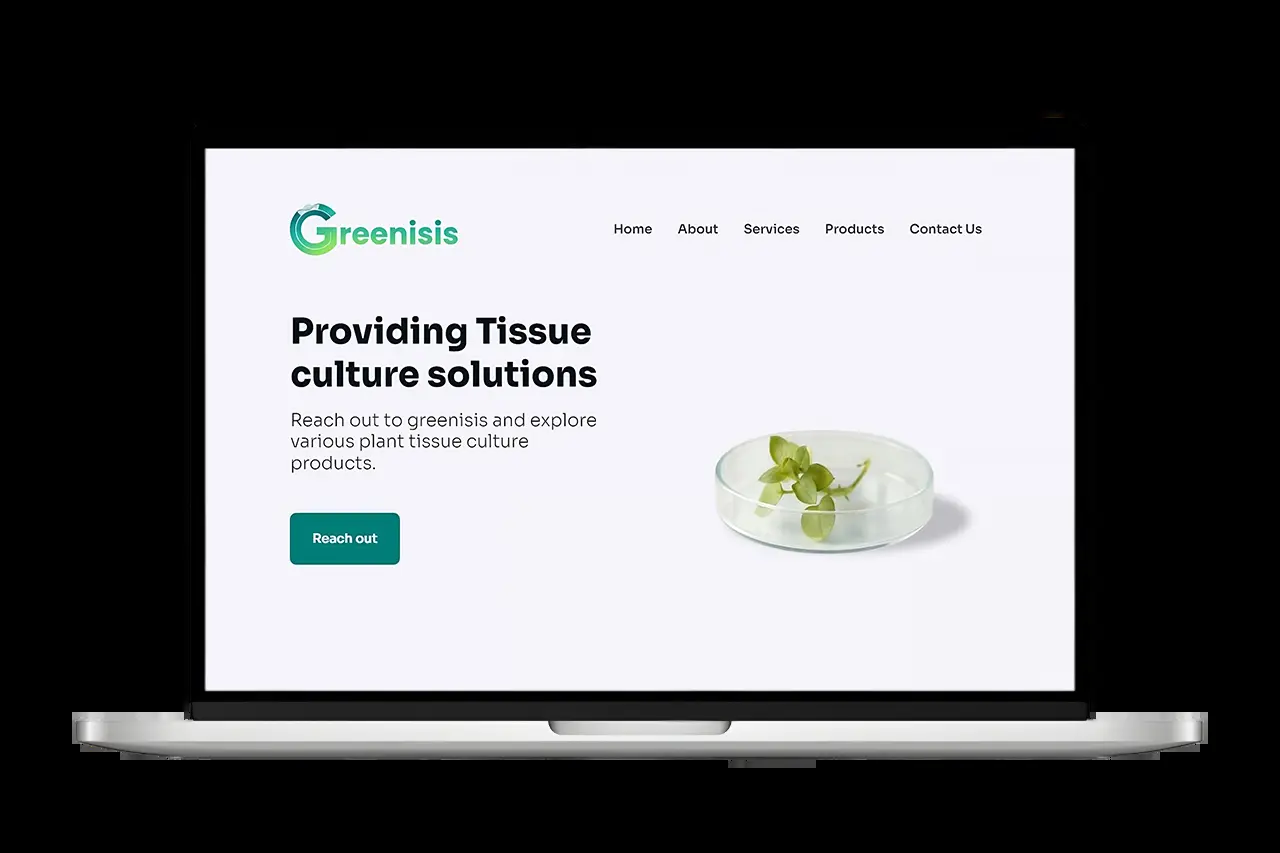 Greenisis
Home About Services Products Contact Us
Providing Tissue
culture solutions
Reach out to greenisis and explore
various plant tissue culture
products.
Reach out